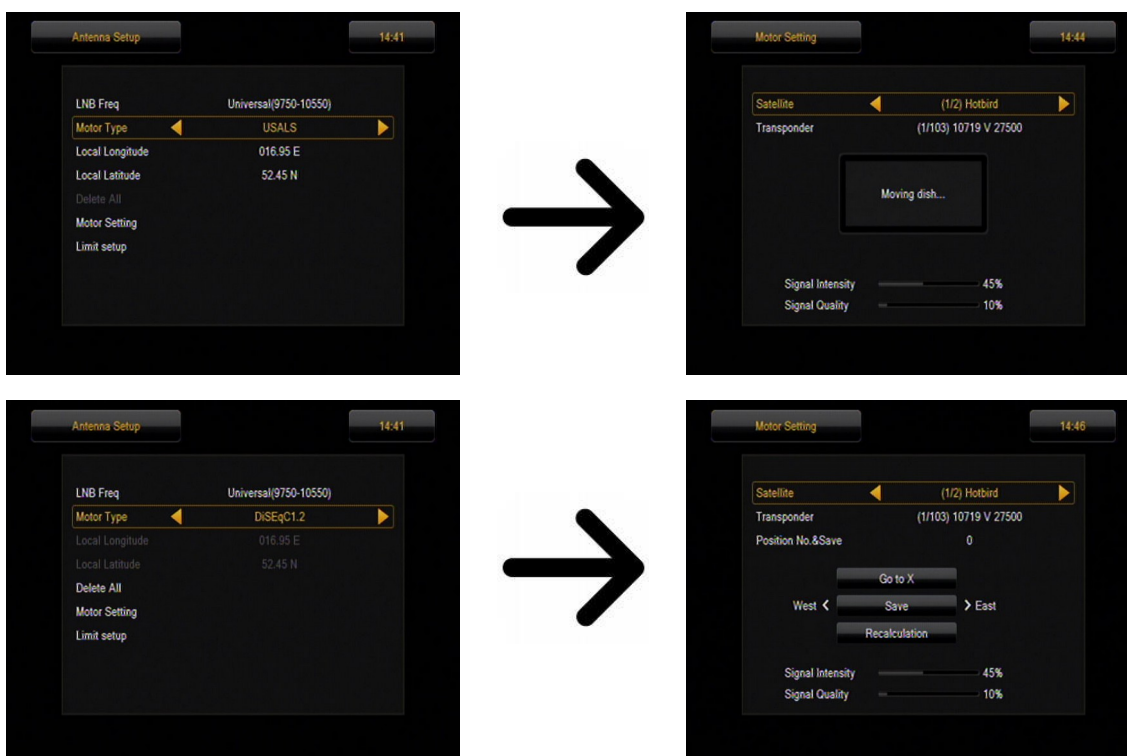 Antenna Setup 14:41
LNB Freq Universal(9750-10550)
Motor Type USALS
Local Longitude 016.95 E
Local Latitude 52.45 N
Delete All
Motor Setting
Limit setup
Motor Setting 14:44
Satellite (1/2) Hotbird
Transponder (1/103) 10719 V 27500
Moving dish...
Signal Intensity 45%
Signal Quality 10%
Antenna Setup 14:41
LNB Freq Universal(9750-10550)
Motor Type DiSEqC1.2
Local Longitude 016.95 E
Local Latitude 52.45 N
Delete All
Motor Setting
Limit setup
Motor Setting 14:46
Satellite (1/2) Hotbird
Transponder (1/103) 10719 V 27500
Position No.&Save 0
Go to X
West < Save > East
Recalculation
Signal Intensity 45%
Signal Quality 10%